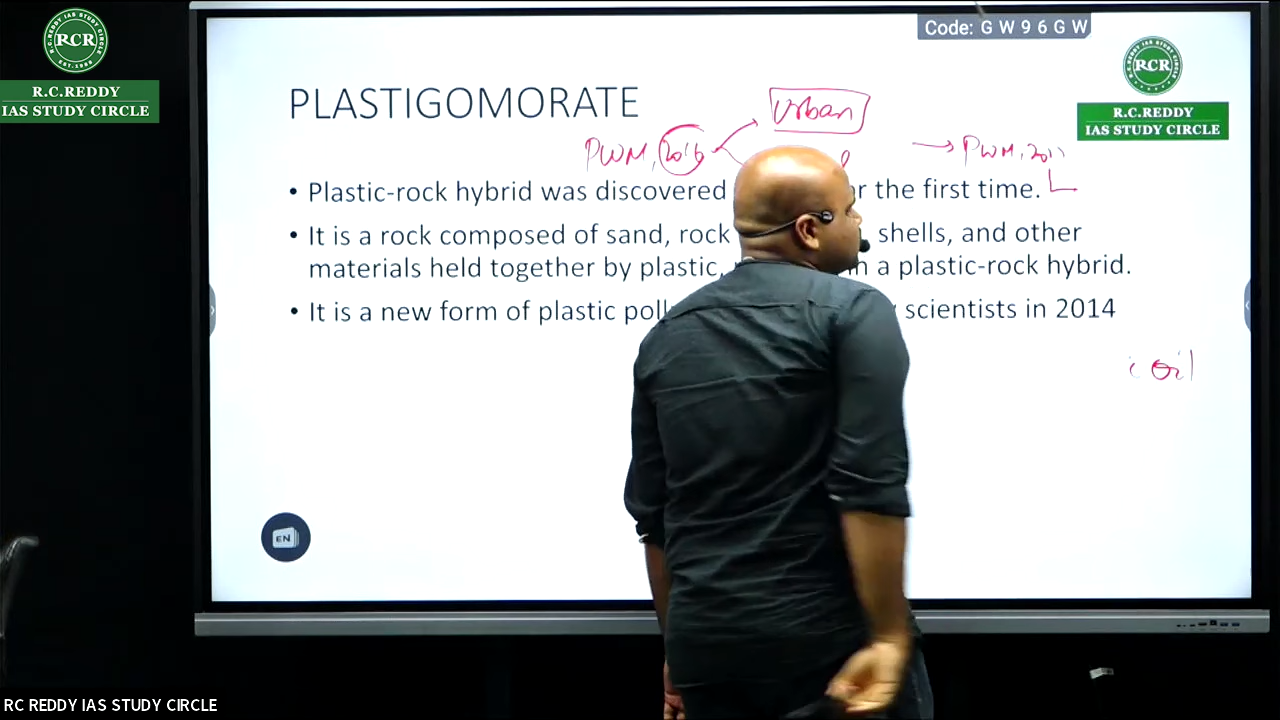 RCR
R.C.REDDY
IAS STUDY CIRCLE
Code: G W 9 6 G W
RCR
R.C.REDDY
IAS STUDY CIRCLE
PLASTIGOMORATE
Urban
PWM, 2016
PWM, 2011
• Plastic-rock hybrid was discovered r the first time.
• It is a rock composed of sand, rock shells, and other
materials held together by plastic, a plastic-rock hybrid.
• It is a new form of plastic poll scientists in 2014
oil
EN
RC REDDY IAS STUDY CIRCLE